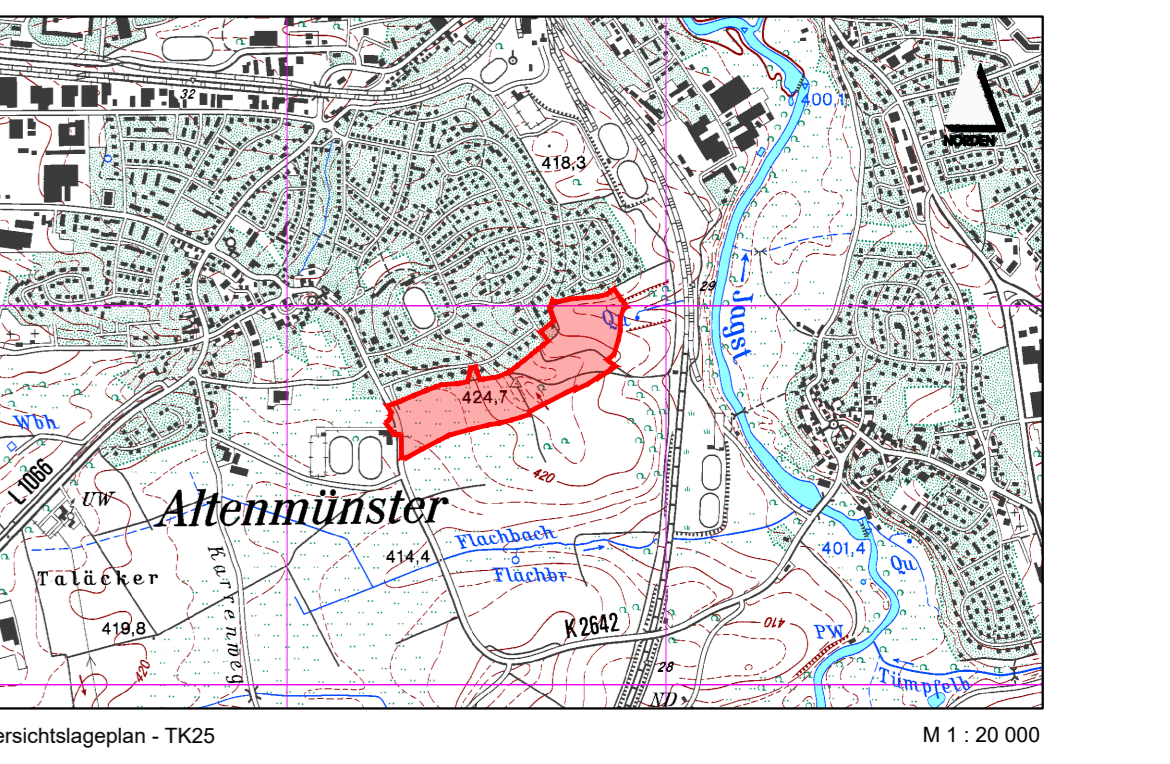 32
400,1
NORDEN
418,3
29
Jagst
Qu
424,7
Wbh
L 1066
UW
420
Altenmünster
Flachbach
414,4
Flachbr
401,4
Qu
Karrenweg
Taläcker
419,8
K 2642
410
PW
420
28
Tümpfelb
ND
ersichtslageplan - TK25
M 1 : 20 000